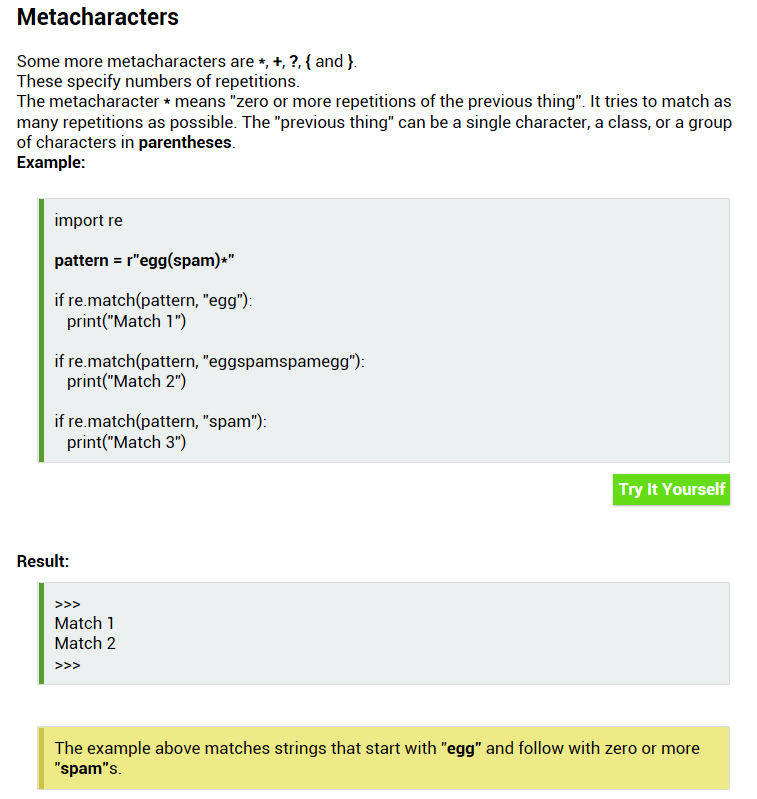 Metacharacters
Some more metacharacters are *, +, ?, { and }.
These specify numbers of repetitions.
The metacharacter * means "zero or more repetitions of the previous thing". It tries to match as
many repetitions as possible. The "previous thing" can be a single character, a class, or a group
of characters in parentheses.
Example:
import re
pattern = r"egg(spam)*"
if re.match(pattern, "egg"):
print("Match 1")
if re.match(pattern, "eggspamspamegg"):
print("Match 2")
if re.match(pattern, "spam"):
print("Match 3")
Try It Yourself
Result:
>>>
Match 1
Match 2
>>>
The example above matches strings that start with "egg" and follow with zero or more
"spam"s.